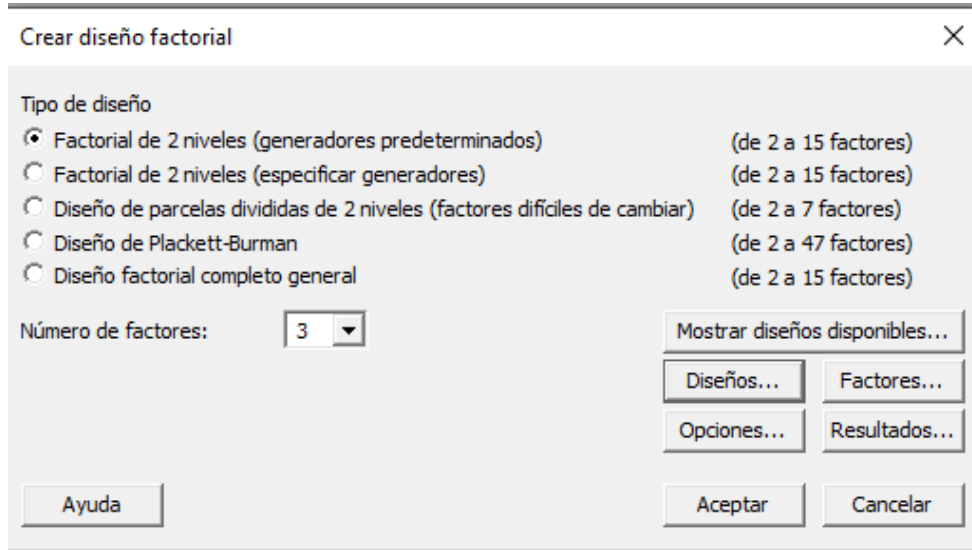 Crear diseño factorial
Tipo de diseño
Factorial de 2 niveles (generadores predeterminados) (de 2 a 15 factores)
Factorial de 2 niveles (especificar generadores) (de 2 a 15 factores)
Diseño de parcelas divididas de 2 niveles (factores difíciles de cambiar) (de 2 a 7 factores)
Diseño de Plackett-Burman (de 2 a 47 factores)
Diseño factorial completo general (de 2 a 15 factores)
Número de factores: 3 Mostrar diseños disponibles...
Diseños... Factores...
Opciones... Resultados...
Ayuda Aceptar Cancelar